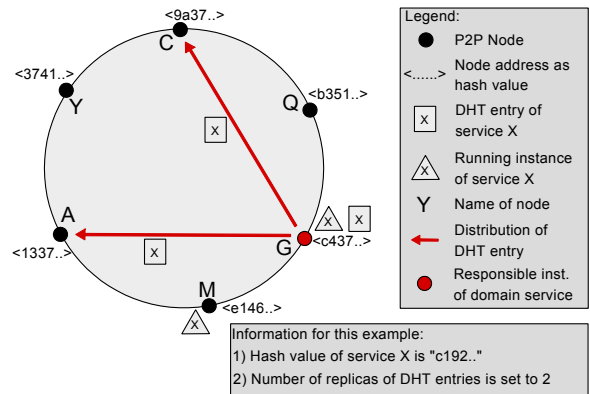 <9a37..>
C
<3741..>
Y
<b351..>
Q
x
A
<1337..>
x
x
x
G
<c437..>
M
<e146..>
x
Legend:
P2P Node
<......>
Node address as
hash value
x
DHT entry of
service X
x
Running instance
of service X
Y
Name of node
Distribution of
DHT entry
Responsible inst.
of domain service
Information for this example:
1) Hash value of service X is "c192.."
2) Number of replicas of DHT entries is set to 2